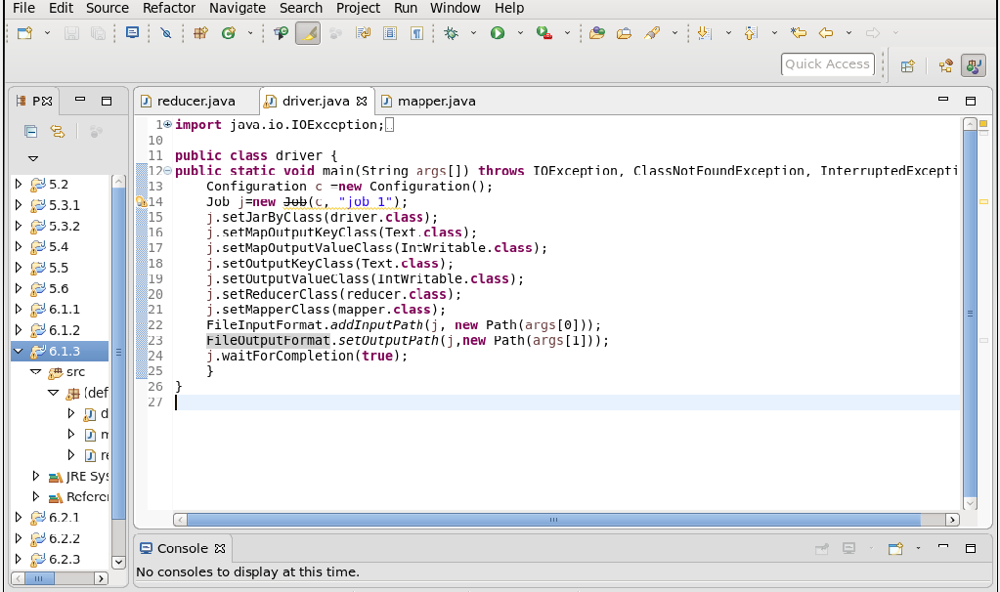 File Edit Source Refactor Navigate Search Project Run Window Help
Quick Access
P
reducer.java driver.java mapper.java
1 import java.io.IOException;
10
11 public class driver {
12 public static void main(String args[]) throws IOException, ClassNotFoundException, InterruptedExcepti
13 Configuration c =new Configuration();
14 Job j=new Job(c, "job 1");
15 j.setJarByClass(driver.class);
16 j.setMapOutputKeyClass(Text.class);
17 j.setMapOutputValueClass(IntWritable.class);
18 j.setOutputKeyClass(Text.class);
19 j.setOutputValueClass(IntWritable.class);
20 j.setReducerClass(reducer.class);
21 j.setMapperClass(mapper.class);
22 FileInputFormat.addInputPath(j, new Path(args[0]));
23 FileOutputFormat.setOutputPath(j,new Path(args[1]));
24 j.waitForCompletion(true);
25 }
26 }
27
5.2
5.3.1
5.3.2
5.4
5.5
5.6
6.1.1
6.1.2
6.1.3
src
(def
d
m
re
JRE Sys
Referen
6.2.1
6.2.2
6.2.3
Console
No consoles to display at this time.